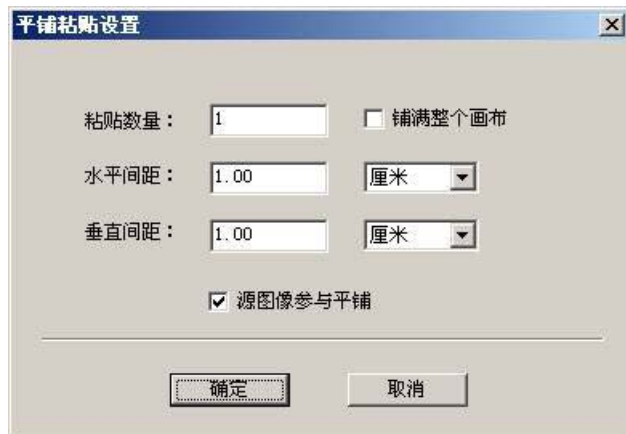 平铺粘贴设置
粘贴数量： 1 铺满整个画布
水平间距： 1.00 厘米
垂直间距： 1.00 厘米
源图像参与平铺
确定 取消